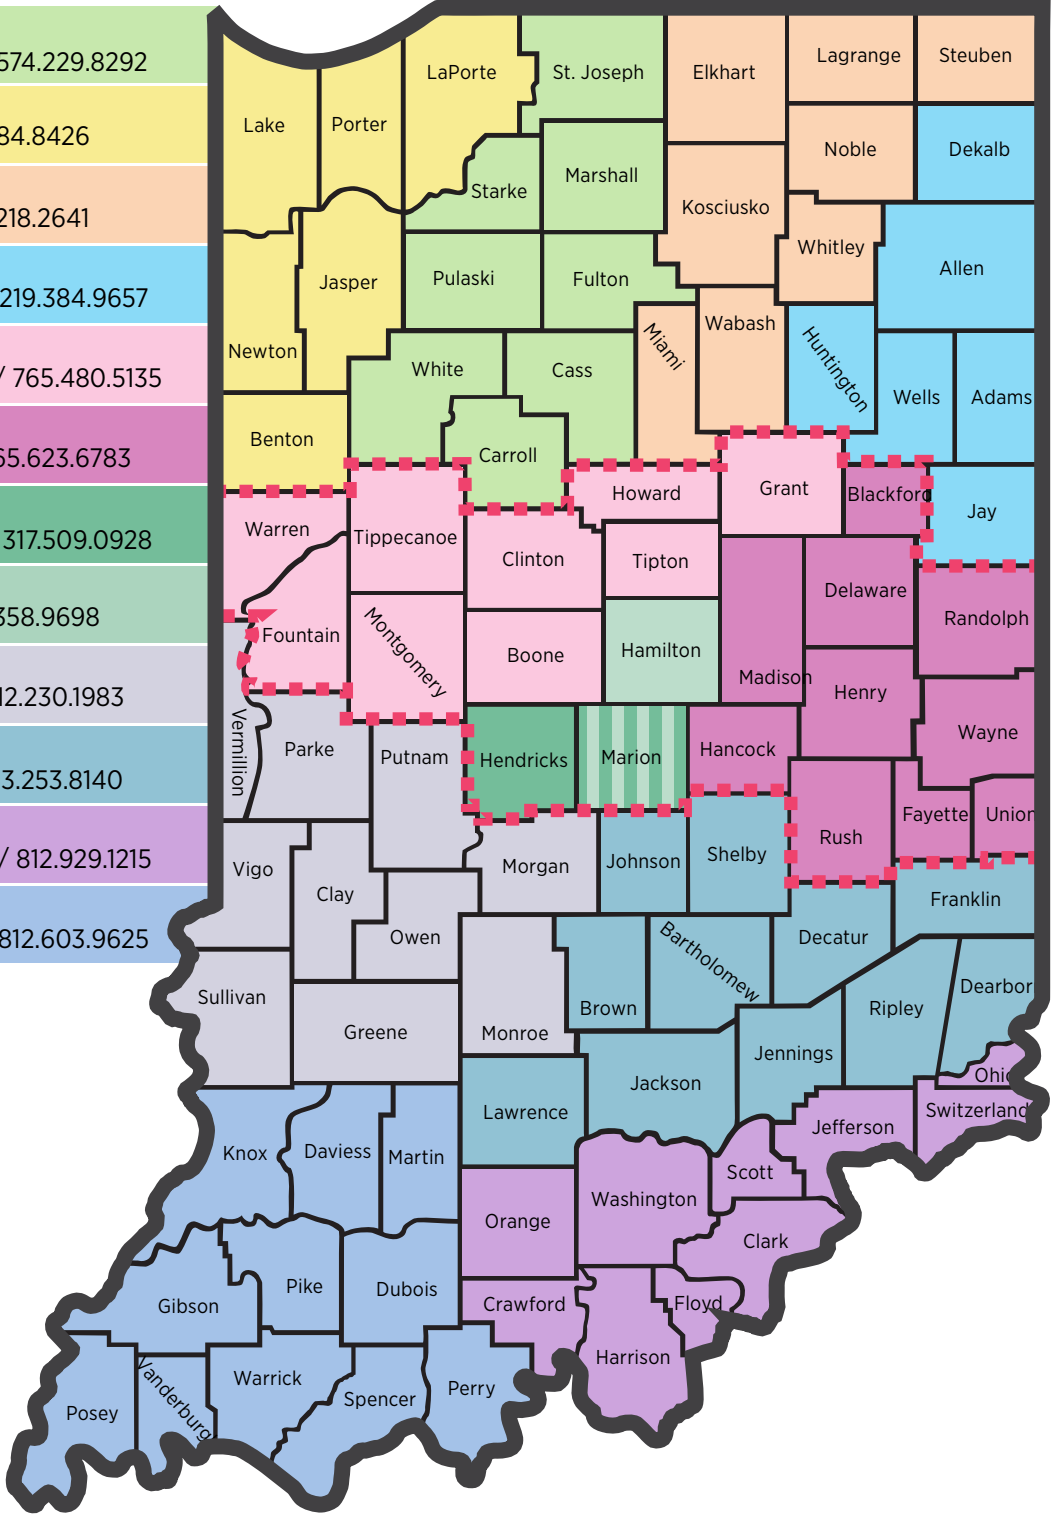 574.229.8292
84.8426
218.2641
219.384.9657
/ 765.480.5135
65.623.6783
317.509.0928
358.9698
12.230.1983
3.253.8140
/ 812.929.1215
812.603.9625
LaPorte
St. Joseph
Elkhart
Lagrange
Steuben
Lake
Porter
Starke
Marshall
Noble
Dekalb
Kosciusko
Whitley
Allen
Jasper
Pulaski
Fulton
Newton
White
Cass
Miami
Wabash
Huntington
Wells
Adams
Benton
Carroll
Howard
Grant
Blackford
Jay
Warren
Tippecanoe
Clinton
Tipton
Delaware
Randolph
Fountain
Montgomery
Boone
Hamilton
Madison
Henry
Wayne
Vermillion
Parke
Putnam
Hendricks
Marion
Hancock
Rush
Fayette
Union
Vigo
Clay
Morgan
Johnson
Shelby
Franklin
Owen
Decatur
Sullivan
Greene
Monroe
Brown
Bartholomew
Ripley
Dearbor
Jennings
Jackson
Lawrence
Ohio
Switzerland
Jefferson
Knox
Daviess
Martin
Scott
Washington
Orange
Clark
Gibson
Pike
Dubois
Crawford
Floyd
Harrison
Posey
Vanderburg
Warrick
Spencer
Perry